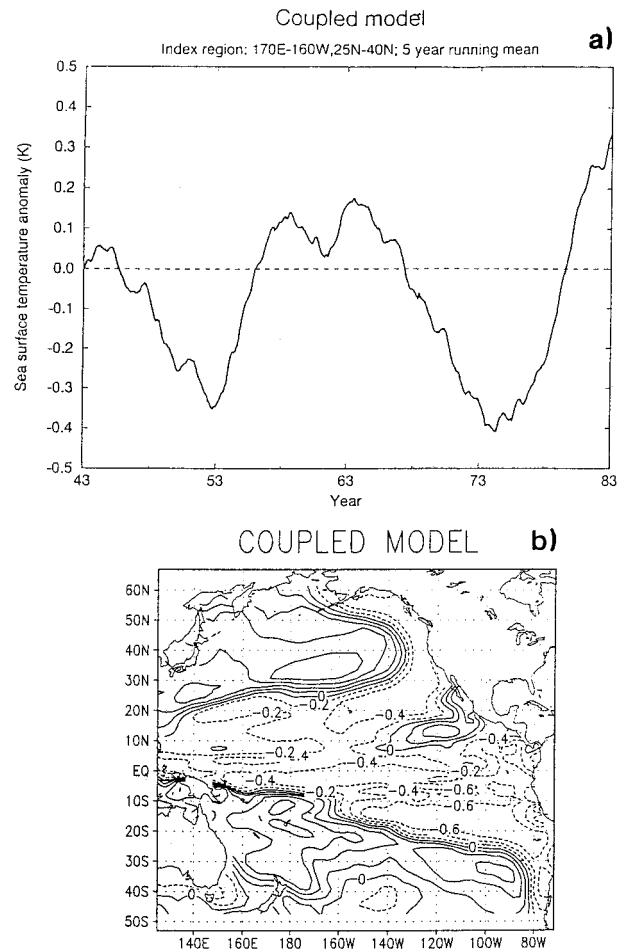 Coupled model
Index region: 170E-160W,25N-40N; 5 year running mean
a)
Sea surface temperature anomaly (K)
0.5
0.4
0.3
0.2
0.1
0.0
-0.1
-0.2
-0.3
-0.4
-0.5
43
53
63
73
83
Year
COUPLED MODEL
b)
60N
50N
40N
30N
20N
10N
EQ
10S
20S
30S
40S
50S
0
-0.2
-0.2
-0.4
0
-0.4
-0.2
-0.4
-0.2
-0.4
-0.2
-0.4
-0.6
-0.6
-0.6
0
0
0
140E
160E
180
160W
140W
120W
100W
80W